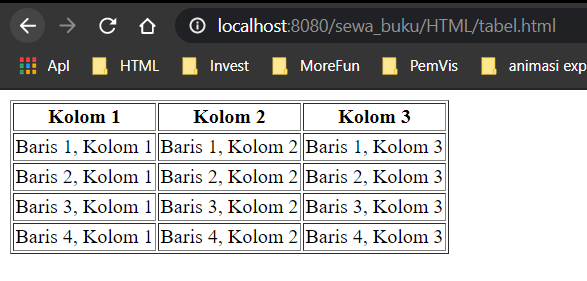 localhost:8080/sewa_buku/HTML/tabel.html
Apl HTML Invest MoreFun PemVis animasi exp
Kolom 1 Kolom 2 Kolom 3
Baris 1, Kolom 1 Baris 1, Kolom 2 Baris 1, Kolom 3
Baris 2, Kolom 1 Baris 2, Kolom 2 Baris 2, Kolom 3
Baris 3, Kolom 1 Baris 3, Kolom 2 Baris 3, Kolom 3
Baris 4, Kolom 1 Baris 4, Kolom 2 Baris 4, Kolom 3